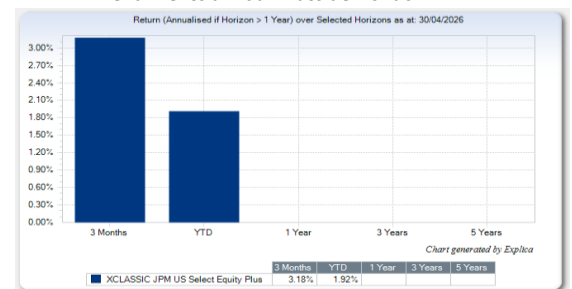 Return (Annualised if Horizon > 1 Year) over Selected Horizons as at: 30/04/2026
3.00%
2.70%
2.40%
2.10%
1.80%
1.50%
1.20%
0.90%
0.60%
0.30%
0.00%
3 Months YTD 1 Year 3 Years 5 Years
Chart generated by Explica
3 Months YTD 1 Year 3 Years 5 Years
XCLASSIC JPM US Select Equity Plus 3.18% 1.92%